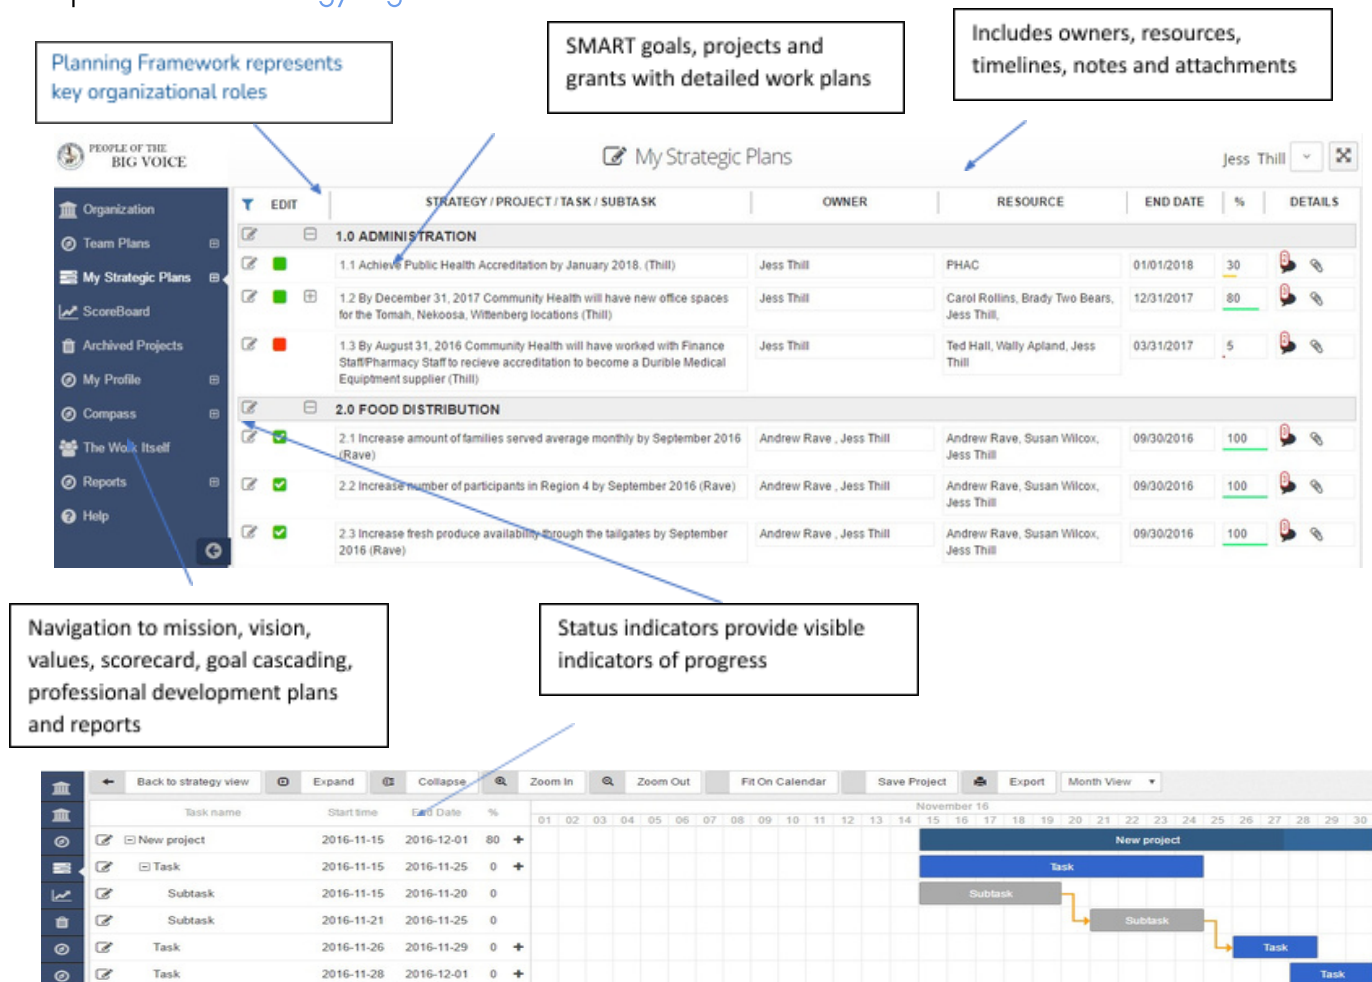 Planning Framework represents
key organizational roles
SMART goals, projects and
grants with detailed work plans
Includes owners, resources,
timelines, notes and attachments
PEOPLE OF THE
BIG VOICE
My Strategic Plans
Jess Thill
Organization
Team Plans
My Strategic Plans
ScoreBoard
Archived Projects
My Profile
Compass
The Work Itself
Reports
Help
EDIT STRATEGY / PROJECT / TASK / SUBTASK OWNER RESOURCE END DATE % DETAILS
1.0 ADMINISTRATION
1.1 Achieve Public Health Accreditation by January 2018. (Thill) Jess Thill PHAC 01/01/2018 30
1.2 By December 31, 2017 Community Health will have new office spaces
for the Tomah, Nekoosa, Wittenberg locations (Thill)
Jess Thill
Carol Rollins, Brady Two Bears,
Jess Thill,
12/31/2017 80
1.3 By August 31, 2016 Community Health will have worked with Finance
Staff/Pharmacy Staff to recieve accreditation to become a Durible Medical
Equiptment supplier (Thill)
Jess Thill
Ted Hall, Wally Apland, Jess
Thill
03/31/2017 5
2.0 FOOD DISTRIBUTION
2.1 Increase amount of families served average monthly by September 2016
(Rave)
Andrew Rave , Jess Thill
Andrew Rave, Susan Wilcox,
Jess Thill
09/30/2016 100
2.2 Increase number of participants in Region 4 by September 2016 (Rave)
Andrew Rave , Jess Thill
Andrew Rave, Susan Wilcox,
Jess Thill
09/30/2016 100
2.3 Increase fresh produce availability through the tailgates by September
2016 (Rave)
Andrew Rave , Jess Thill
Andrew Rave, Susan Wilcox,
Jess Thill
09/30/2016 100
Navigation to mission, vision,
values, scorecard, goal cascading,
professional development plans
and reports
Status indicators provide visible
indicators of progress
Back to strategy view Expand Collapse Zoom In Zoom Out Fit On Calendar Save Project Export Month View
Task name Start time End Date %
November 16
01 02 03 04 05 06 07 08 09 10 11 12 13 14 15 16 17 18 19 20 21 22 23 24 25 26 27 28 29 30
New project 2016-11-15 2016-12-01 80 New project
Task 2016-11-15 2016-11-25 0 Task
Subtask 2016-11-15 2016-11-20 0 Subtask
Subtask 2016-11-21 2016-11-25 0 Subtask
Task 2016-11-26 2016-11-29 0 Task
Task 2016-11-28 2016-12-01 0 Task